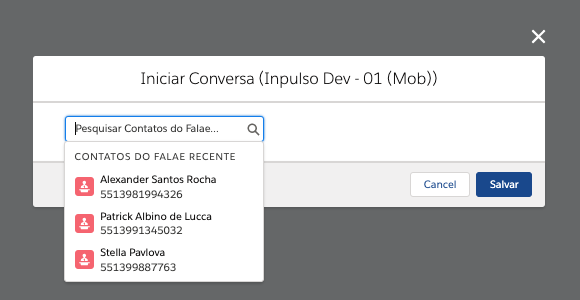 Iniciar Conversa (Inpulso Dev - 01 (Mob))
Pesquisar Contatos do Falae...
CONTATOS DO FALAE RECENTE
Alexander Santos Rocha
5513981994326
Patrick Albino de Lucca
5513991345032
Stella Pavlova
551399887763
Cancel
Salvar